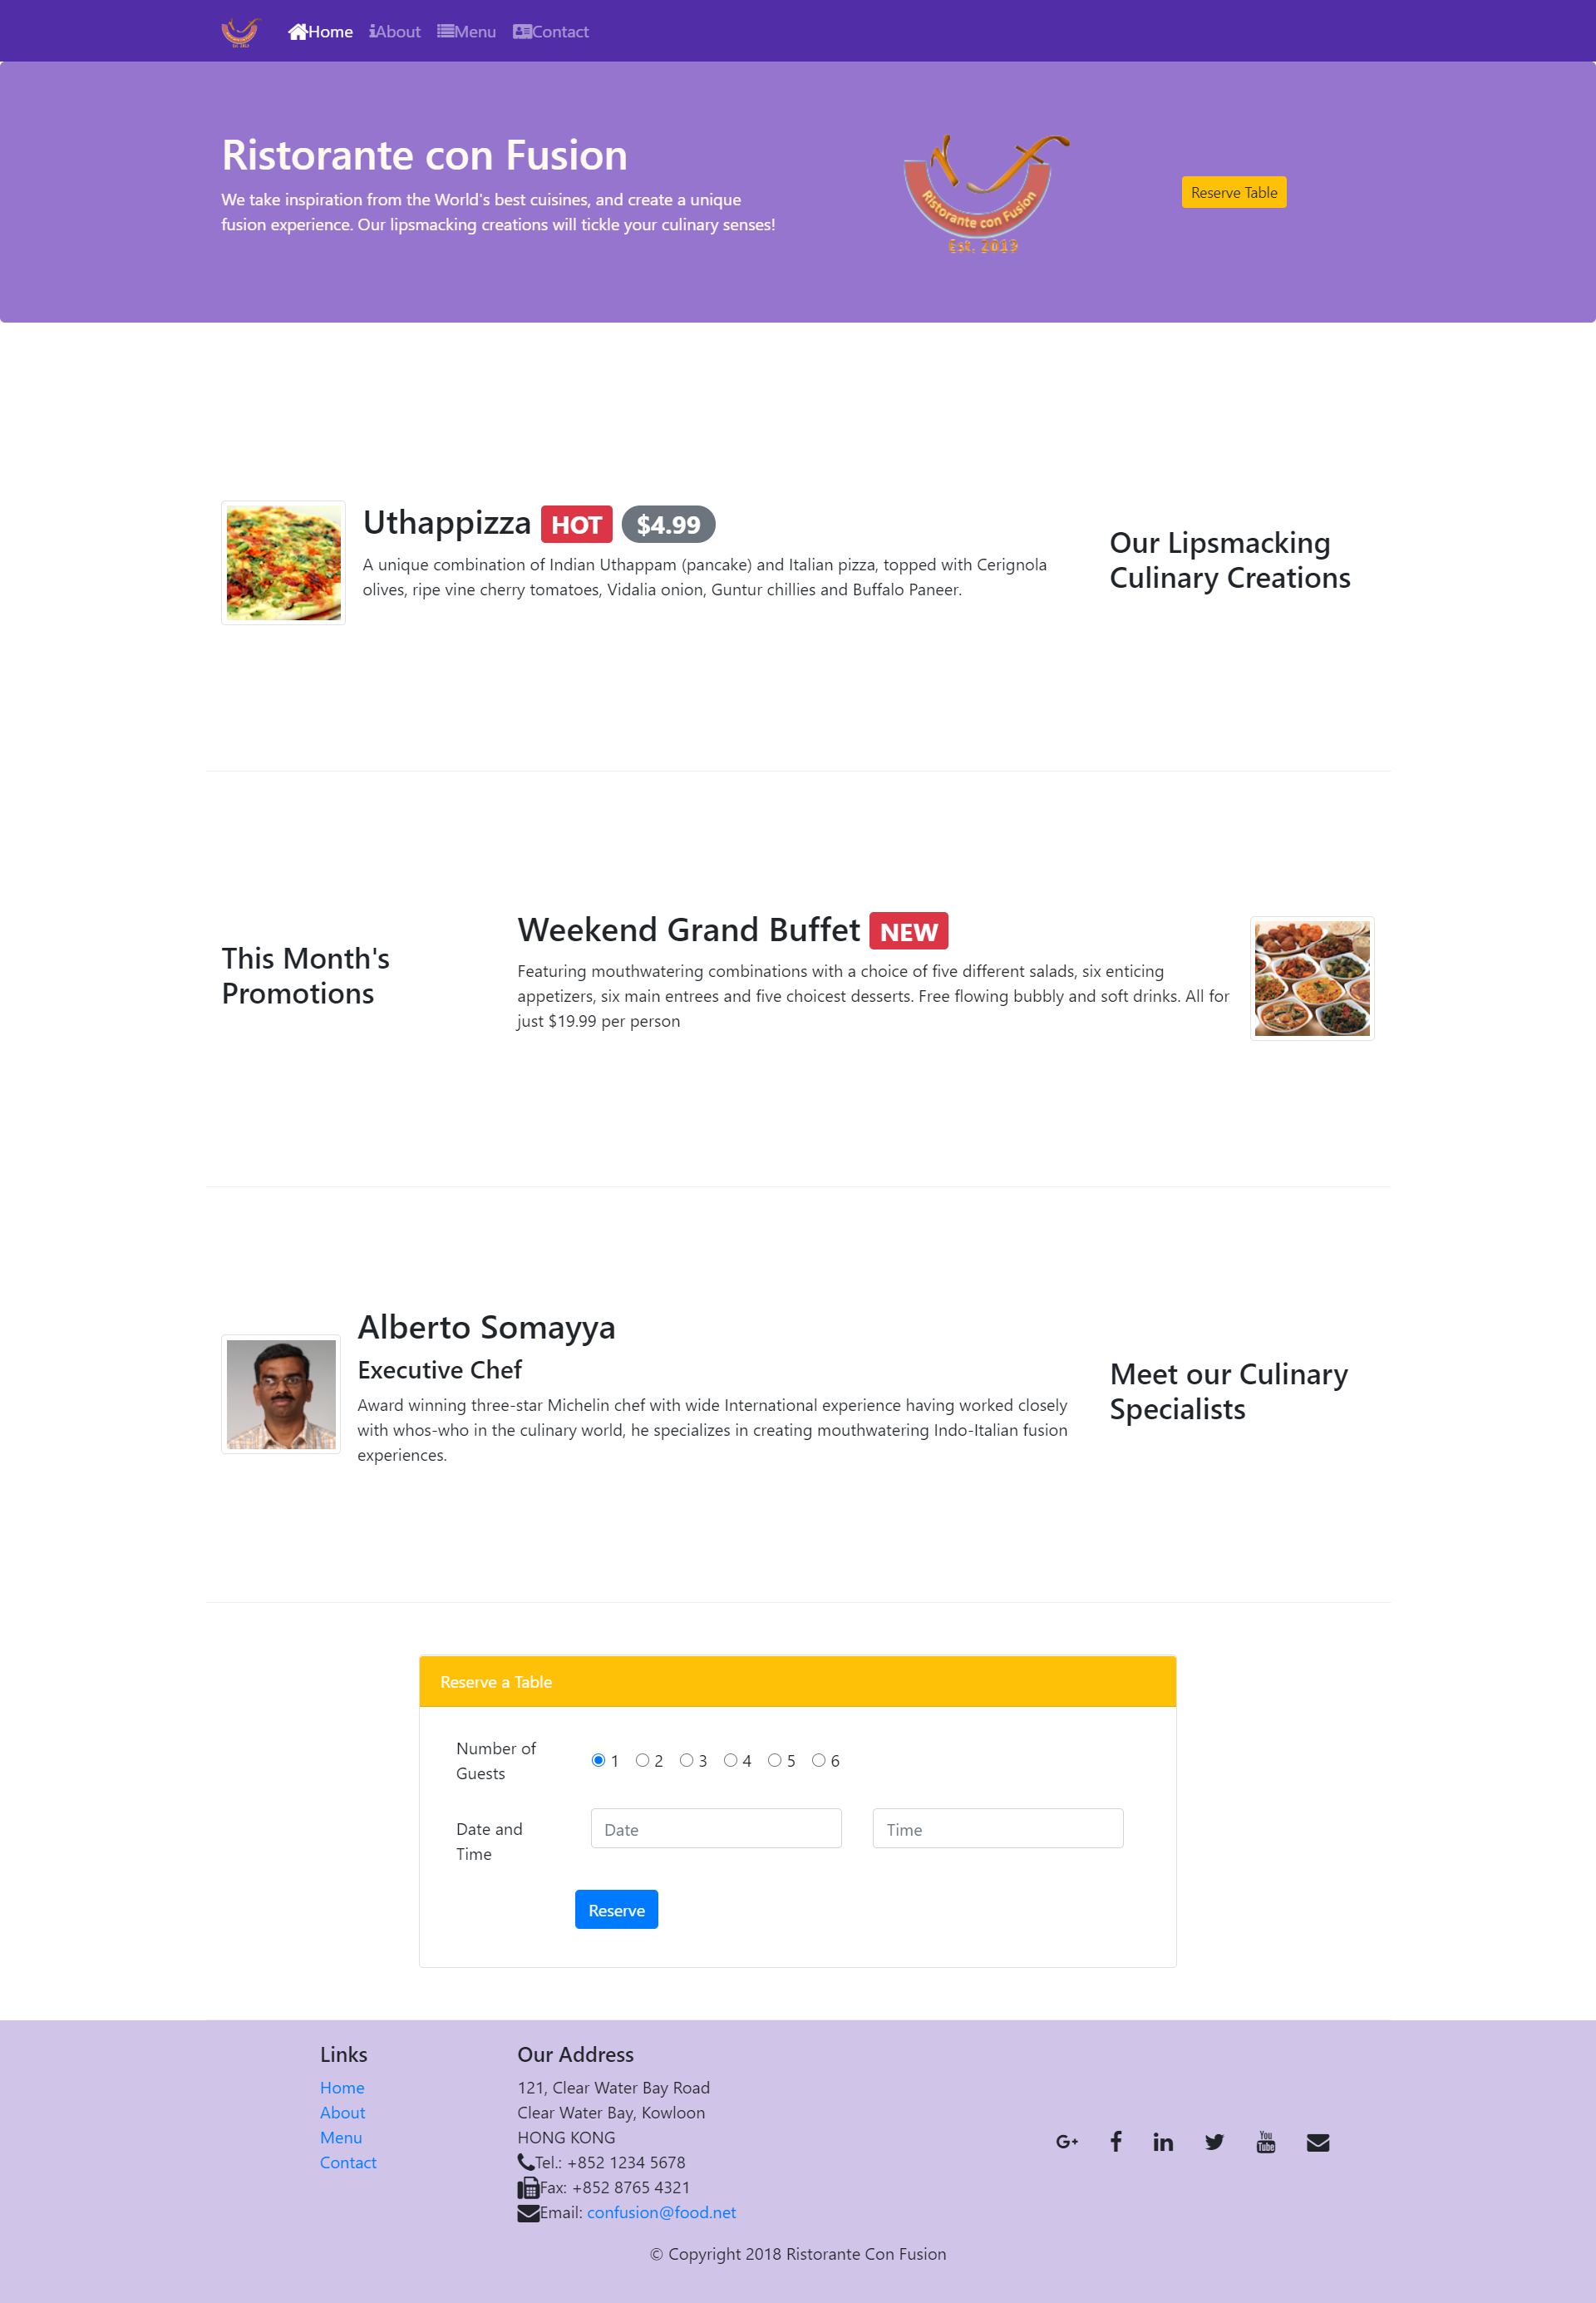 Home About Menu Contact
Ristorante con Fusion
We take inspiration from the World's best cuisines, and create a unique
fusion experience. Our lipsmacking creations will tickle your culinary senses!
Ristorante con Fusion
Est. 2013
Reserve Table
Uthappizza HOT $4.99
A unique combination of Indian Uthappam (pancake) and Italian pizza, topped with Cerignola
olives, ripe vine cherry tomatoes, Vidalia onion, Guntur chillies and Buffalo Paneer.
Our Lipsmacking
Culinary Creations
This Month's
Promotions
Weekend Grand Buffet NEW
Featuring mouthwatering combinations with a choice of five different salads, six enticing
appetizers, six main entrees and five choicest desserts. Free flowing bubbly and soft drinks. All for
just $19.99 per person
Alberto Somayya
Executive Chef
Award winning three-star Michelin chef with wide International experience having worked closely
with whos-who in the culinary world, he specializes in creating mouthwatering Indo-Italian fusion
experiences.
Meet our Culinary
Specialists
Reserve a Table
Number of
Guests
1 2 3 4 5 6
Date and
Time
Date
Time
Reserve
Links
Home
About
Menu
Contact
Our Address
121, Clear Water Bay Road
Clear Water Bay, Kowloon
HONG KONG
Tel.: +852 1234 5678
Fax: +852 8765 4321
Email: confusion@food.net
You
Tube
© Copyright 2018 Ristorante Con Fusion